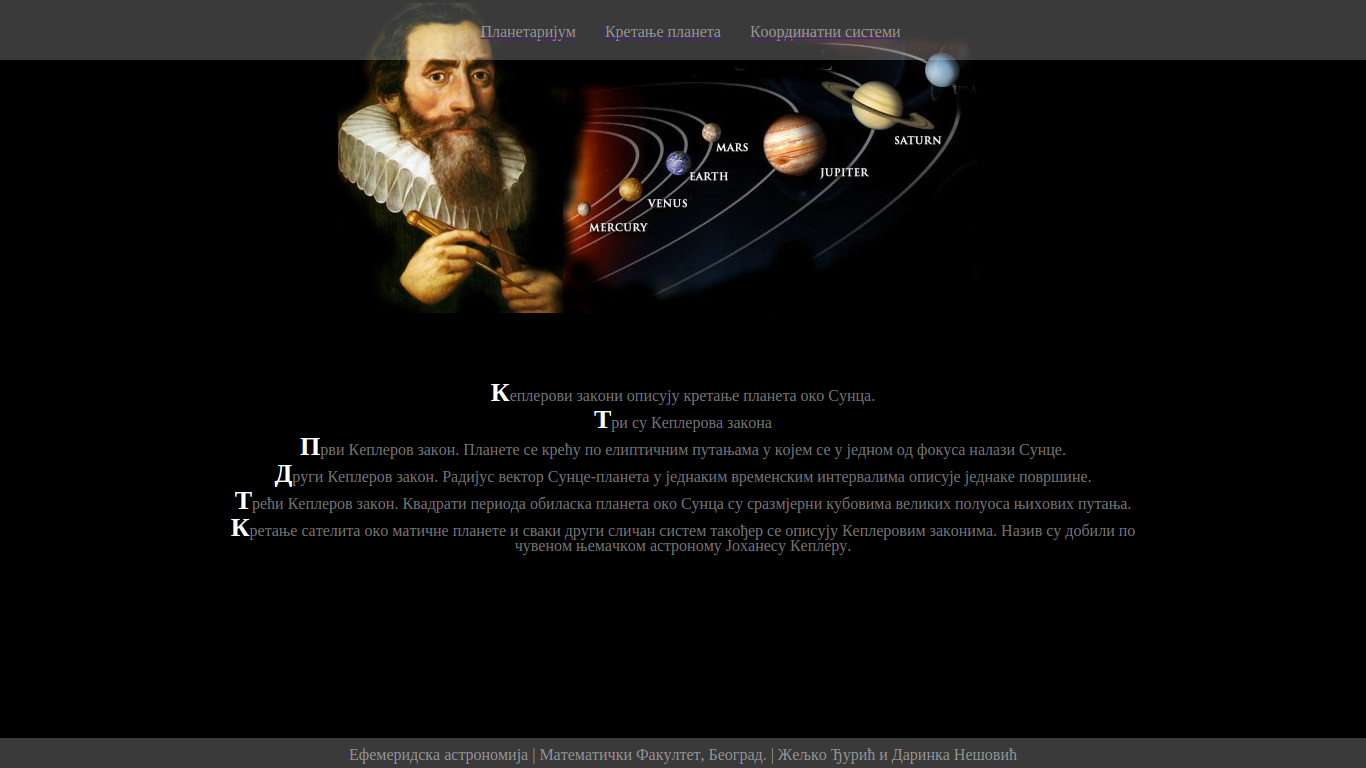 Планетаријум Кретање планета Координатни системи
SATURN
MARS
JUPITER
EARTH
VENUS
MERCURY
Кеплерови закони описују кретање планета око Сунца.
Три су Кеплерова закона
Први Кеплеров закон. Планете се крећу по елиптичним путањама у којем се у једном од фокуса налази Сунце.
Други Кеплеров закон. Радијус вектор Сунце-планета у једнаким временским интервалима описује једнаке површине.
Трећи Кеплеров закон. Квадрати периода обиласка планета око Сунца су сразмјерни кубовима великих полуоса њихових путања.
Кретање сателита око матичне планете и сваки други сличан систем такођер се описују Кеплеровим законима. Назив су добили по
чувеном њемачком астроному Јоханесу Кеплеру.
Ефемеридска астрономија | Математички Факултет, Београд. | Жељко Ђурић и Даринка Нешовић